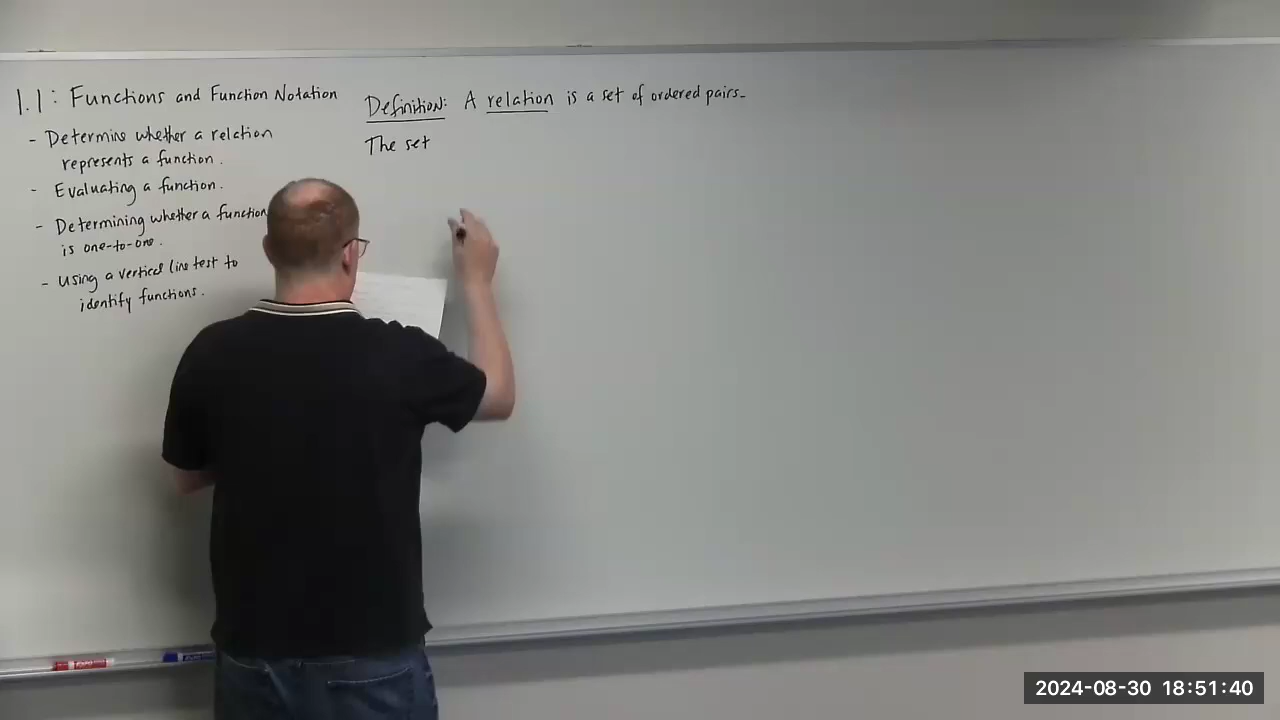 1.1: Functions and Function Notation
- Determine whether a relation
represents a function.
- Evaluating a function.
- Determining whether a function
is one-to-one.
- Using a vertical line test to
identify functions.
Definition: A relation is a set of ordered pairs.
The set
EXPO
2024-08-30 18:51:40